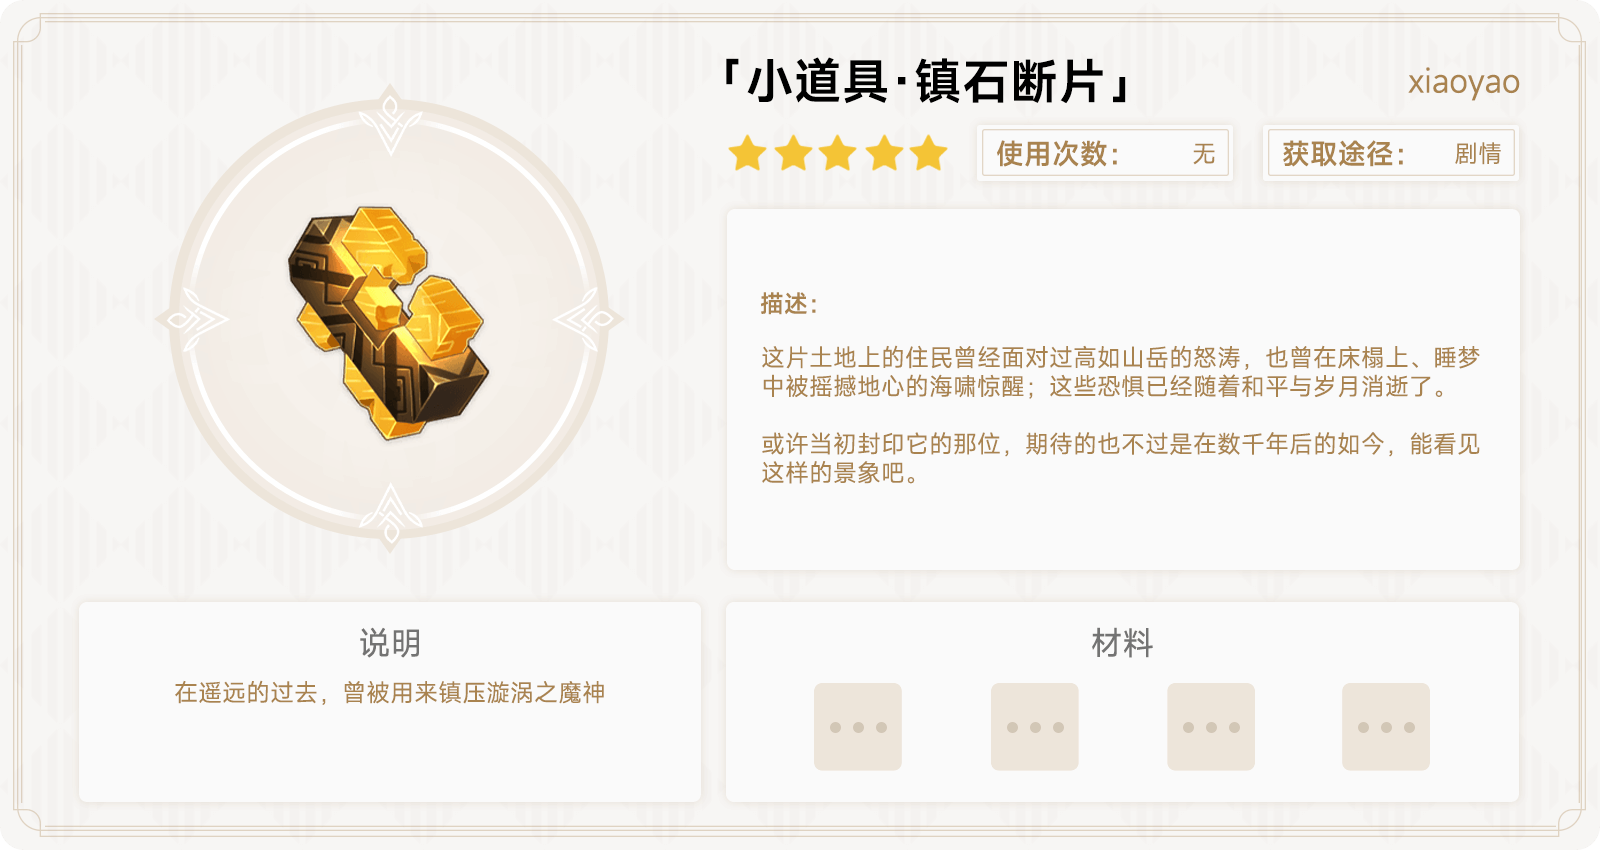 「小道具·镇石断片」
xiaoyao
使用次数： 无
获取途径： 剧情
描述：
这片土地上的住民曾经面对过高如山岳的怒涛，也曾在床榻上、睡梦
中被摇撼地心的海啸惊醒；这些恐惧已经随着和平与岁月消逝了。
或许当初封印它的那位，期待的也不过是在数千年后的如今，能看见
这样的景象吧。
说明
在遥远的过去，曾被用来镇压漩涡之魔神
材料